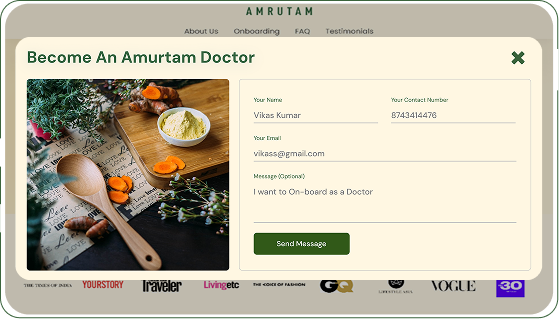 AMRUTAM
About Us Onboarding FAQ Testimonials
Become An Amurtam Doctor
Your Name Your Contact Number
Vikas Kumar 8743414476
Your Email
vikass@gmail.com
Message (Optional)
I want to On-board as a Doctor
Send Message
THE TIMES OF INDIA YOURSTORY Traveler Livingetc THE VOICE OF FASHION GQ LIFESTYLE ASIA VOGUE 30